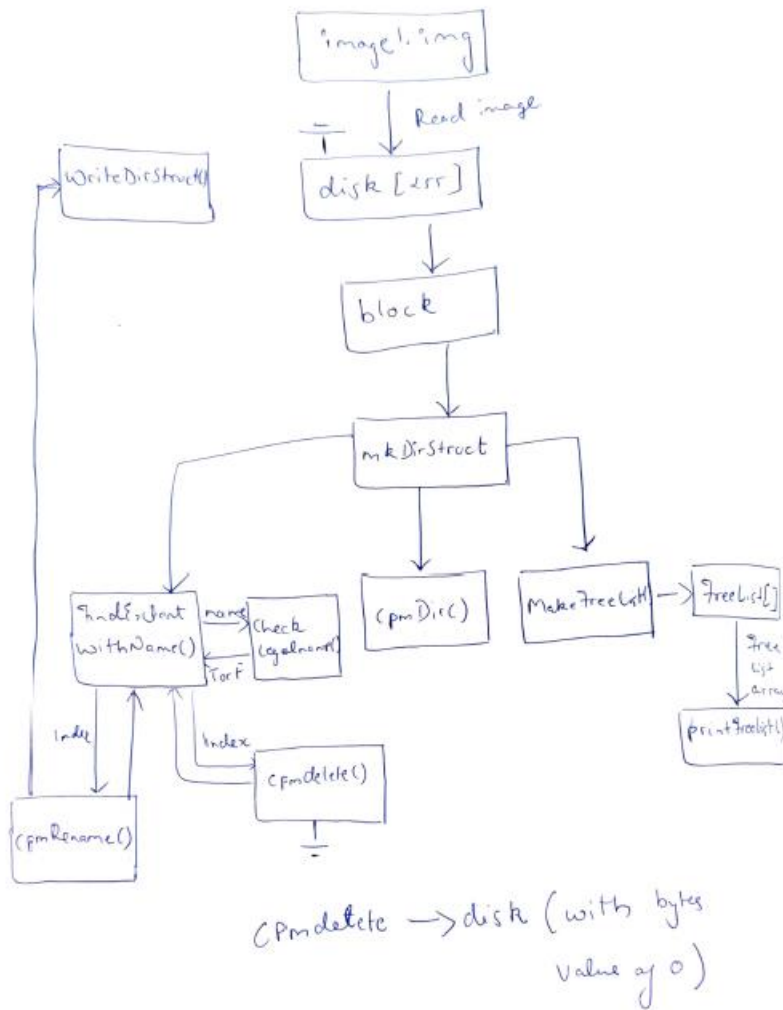 image1.img
Read image
writeDirStruct()
disk [255]
block
mkDirStruct
findExtent
withName()
name
Check
legalname()
TorF
cpmDir()
MakeFreeList()
FreeList[]
Free
List
array
printFreelist()
Index
Index
cpmdelete()
cpmRename()
CPmdelete → disk (with bytes
value of 0)